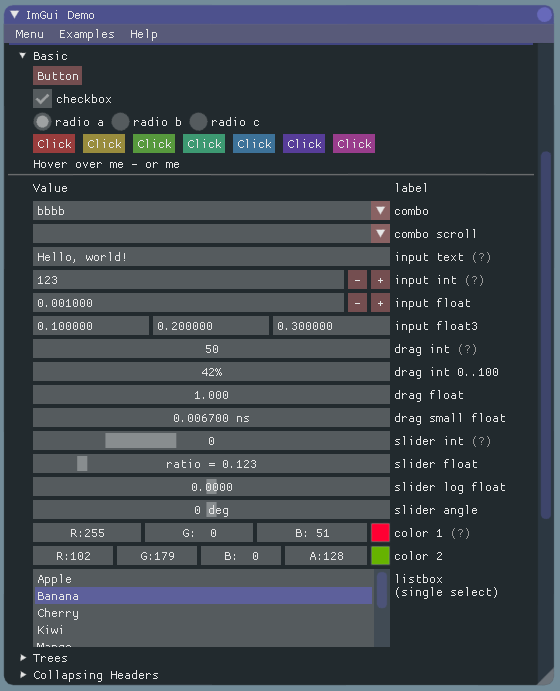 ImGui Demo
Menu Examples Help
Basic
Button
checkbox
radio a radio b radio c
Click Click Click Click Click Click Click
Hover over me - or me
Value label
bbbb combo
combo scroll
Hello, world! input text (?)
123 - + input int (?)
0.001000 - + input float
0.100000 0.200000 0.300000 input float3
50 drag int (?)
42% drag int 0..100
1.000 drag float
0.006700 ns drag small float
0 slider int (?)
ratio = 0.123 slider float
0.0000 slider log float
0 deg slider angle
R:255 G: 0 B: 51 color 1 (?)
R:102 G:179 B: 0 A:128 color 2
Apple listbox
Banana (single select)
Cherry
Kiwi
Mango
Trees
Collapsing Headers